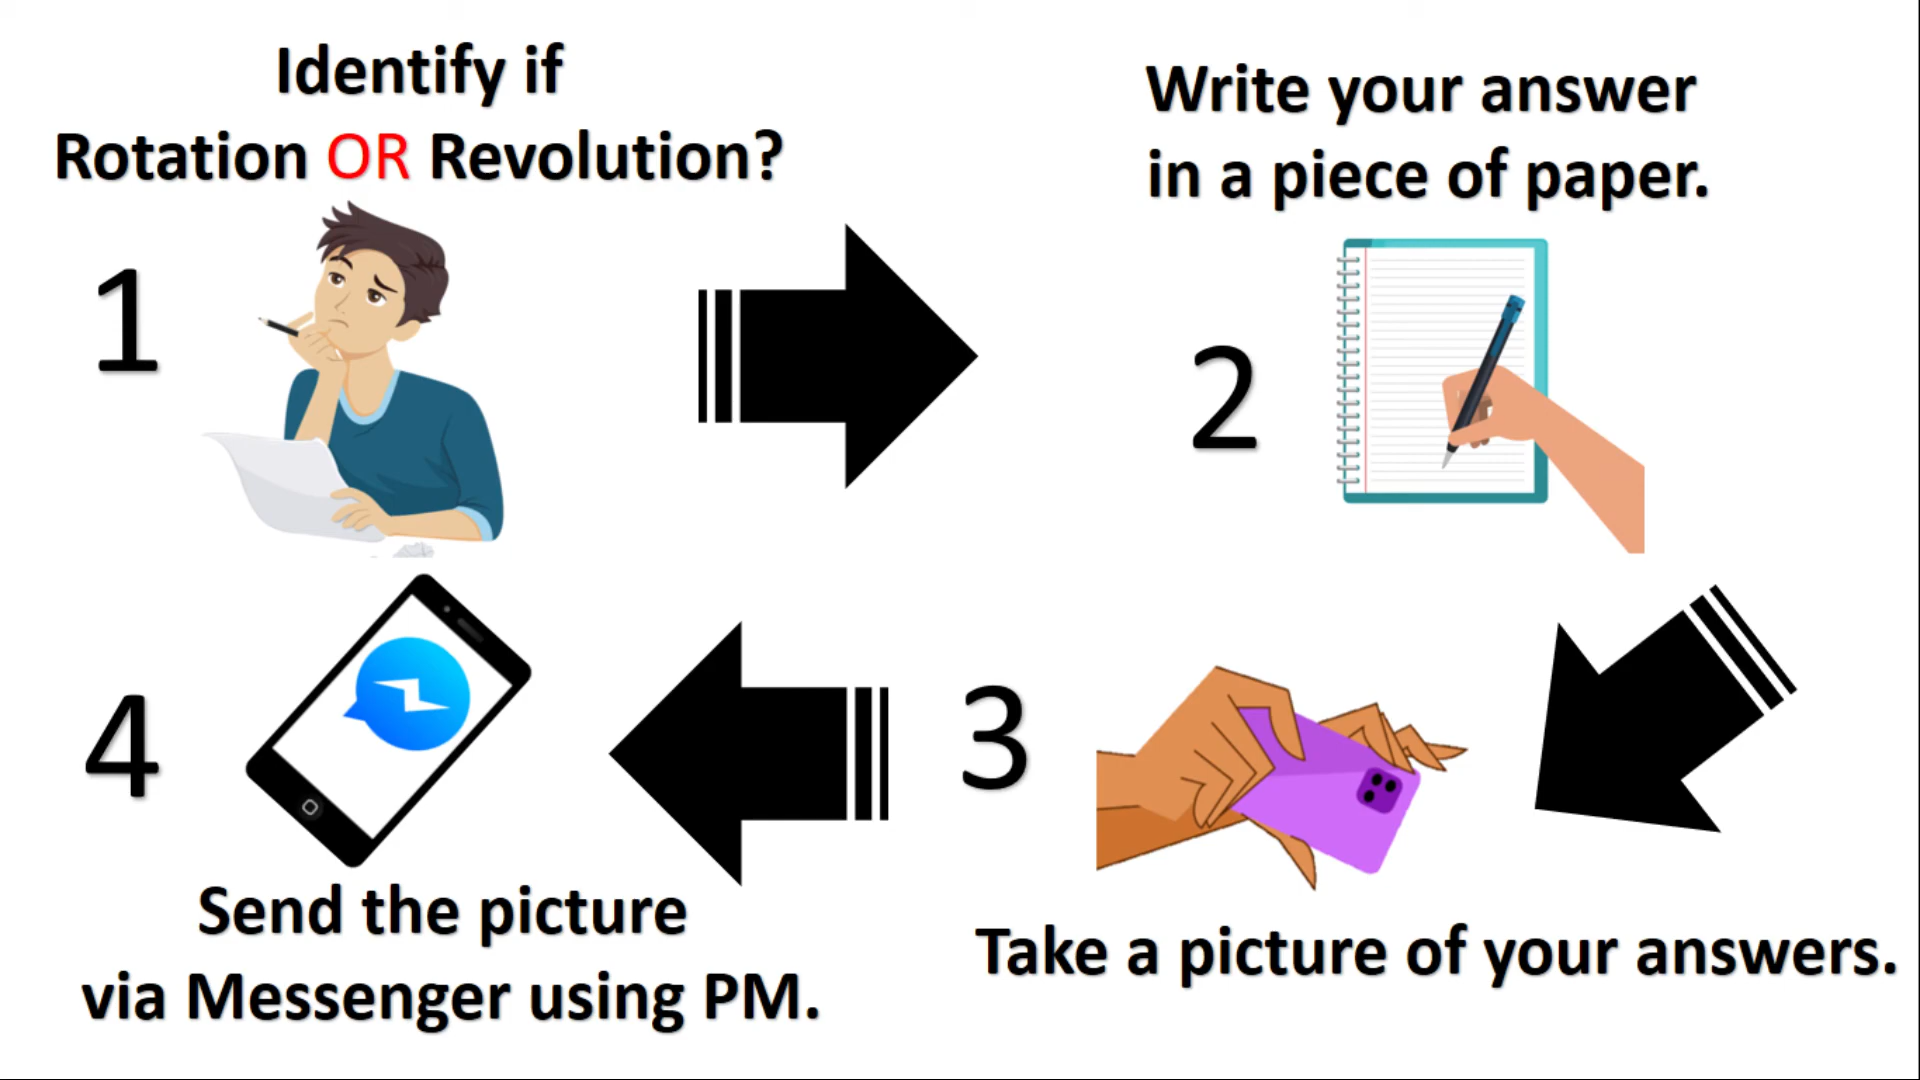 Identify if
Rotation OR Revolution?
1
Write your answer
in a piece of paper.
2
3
Take a picture of your answers.
4
Send the picture
via Messenger using PM.